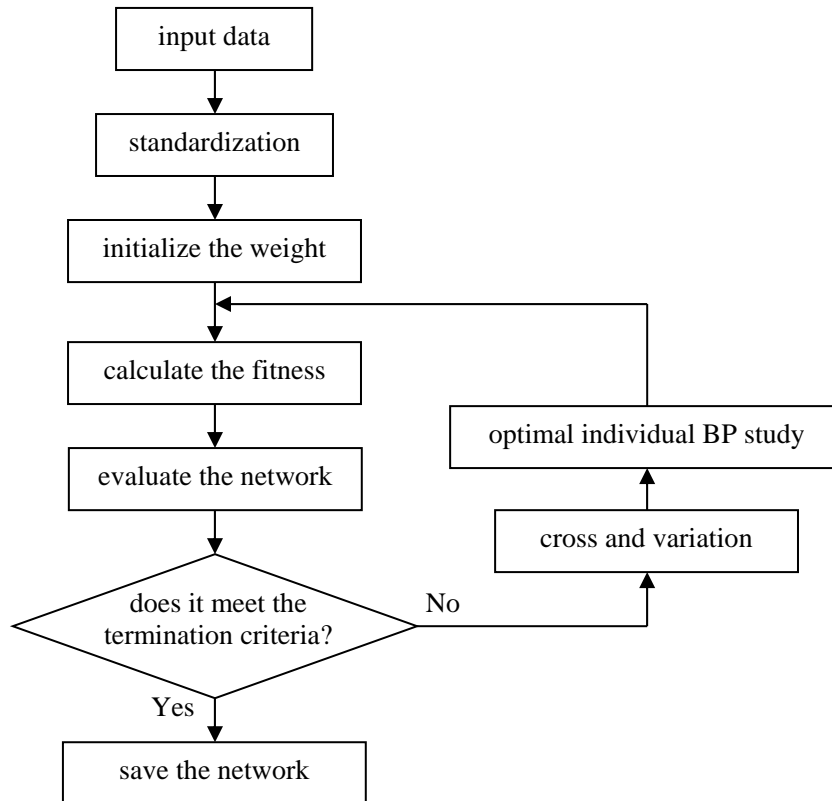 input data
standardization
initialize the weight
calculate the fitness
optimal individual BP study
evaluate the network
cross and variation
does it meet the
termination criteria?
No
Yes
save the network